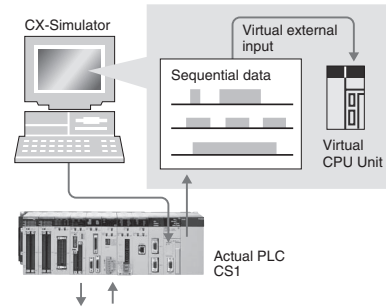 CX-Simulator
Virtual external
input
Sequential data
Virtual
CPU Unit
Actual PLC
CS1